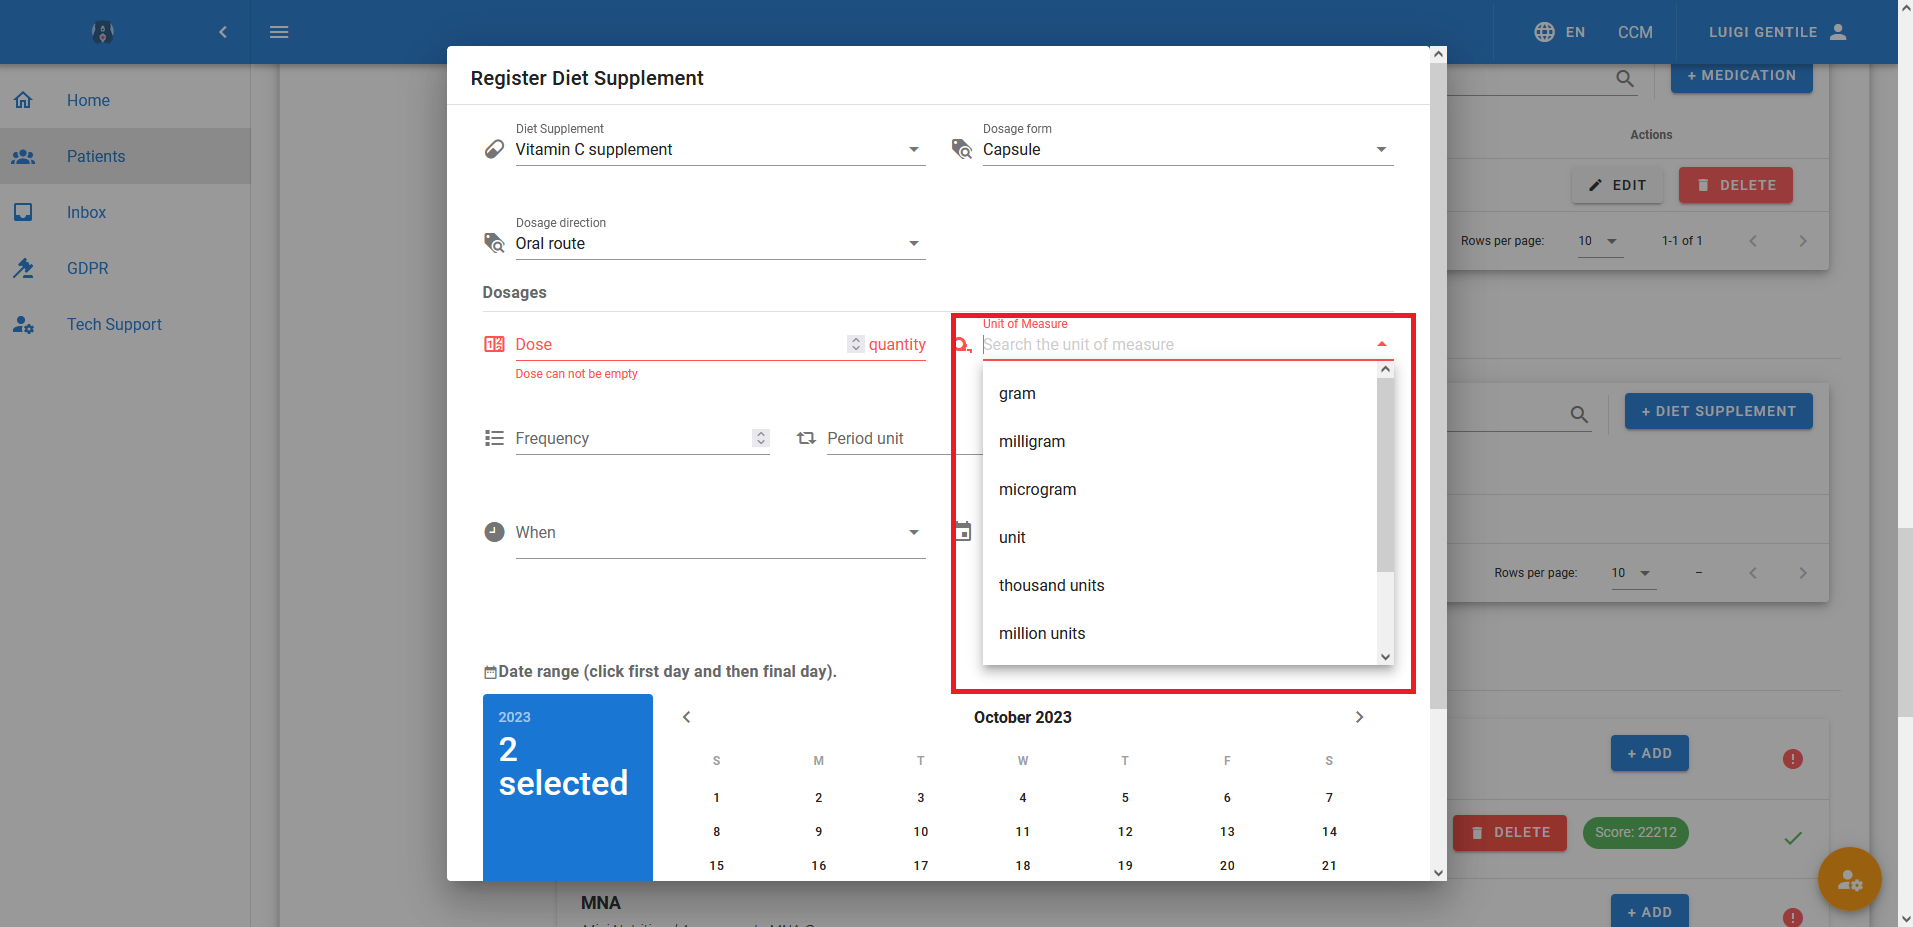 EN
CCM
LUIGI GENTILE
Home
Patients
Inbox
GDPR
Tech Support
Register Diet Supplement
Diet Supplement
Vitamin C supplement
Dosage form
Capsule
Dosage direction
Oral route
Dosages
Dose
quantity
Dose can not be empty
Unit of Measure
Search the unit of measure
gram
milligram
microgram
unit
thousand units
million units
Frequency
Period unit
When
Date range (click first day and then final day).
2023
2
selected
October 2023
S M T W T F S
1 2 3 4 5 6 7
8 9 10 11 12 13 14
15 16 17 18 19 20 21
+ MEDICATION
Actions
EDIT
DELETE
Rows per page:
10
1-1 of 1
+ DIET SUPPLEMENT
Rows per page:
10
–
+ ADD
DELETE
Score: 22212
MNA
+ ADD